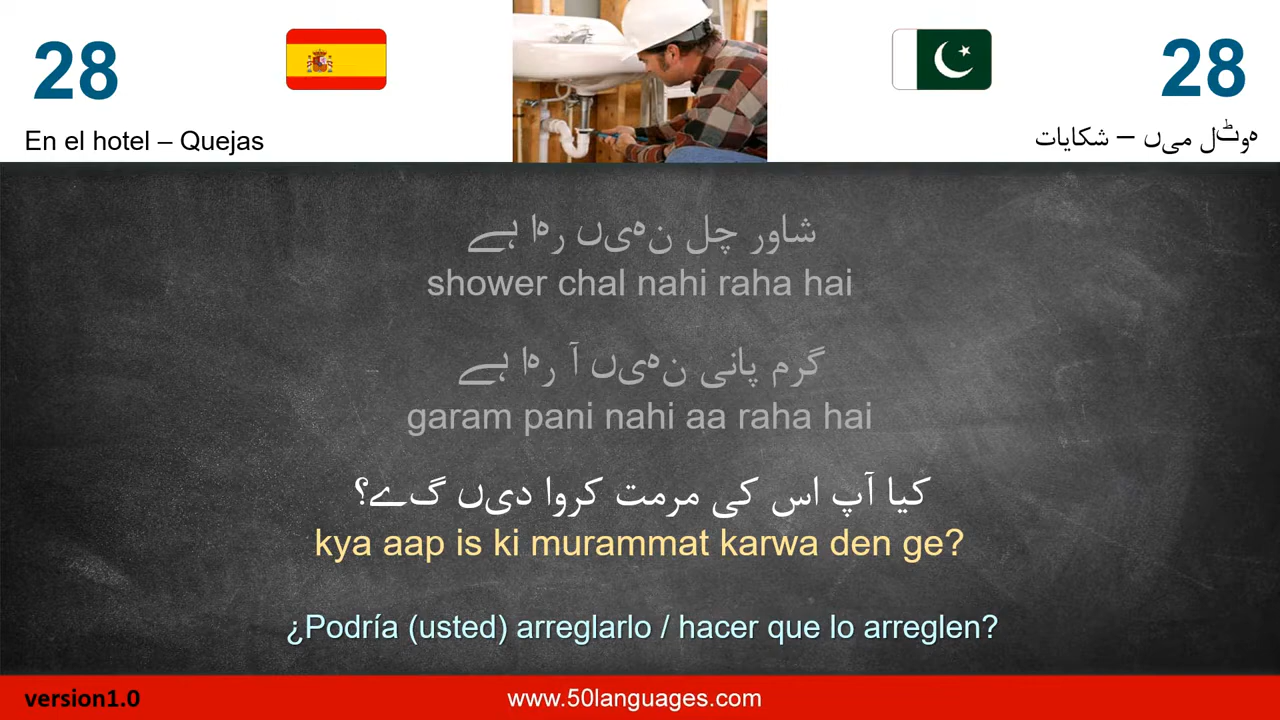 28
28
En el hotel – Quejas
ہوٹل میں – شکایات
شاور چل نہیں رہا ہے
shower chal nahi raha hai
گرم پانی نہیں آ رہا ہے
garam pani nahi aa raha hai
کیا آپ اس کی مرمت کروا دیں گے؟
kya aap is ki murammat karwa den ge?
¿Podría (usted) arreglarlo / hacer que lo arreglen?
version1.0
www.50languages.com